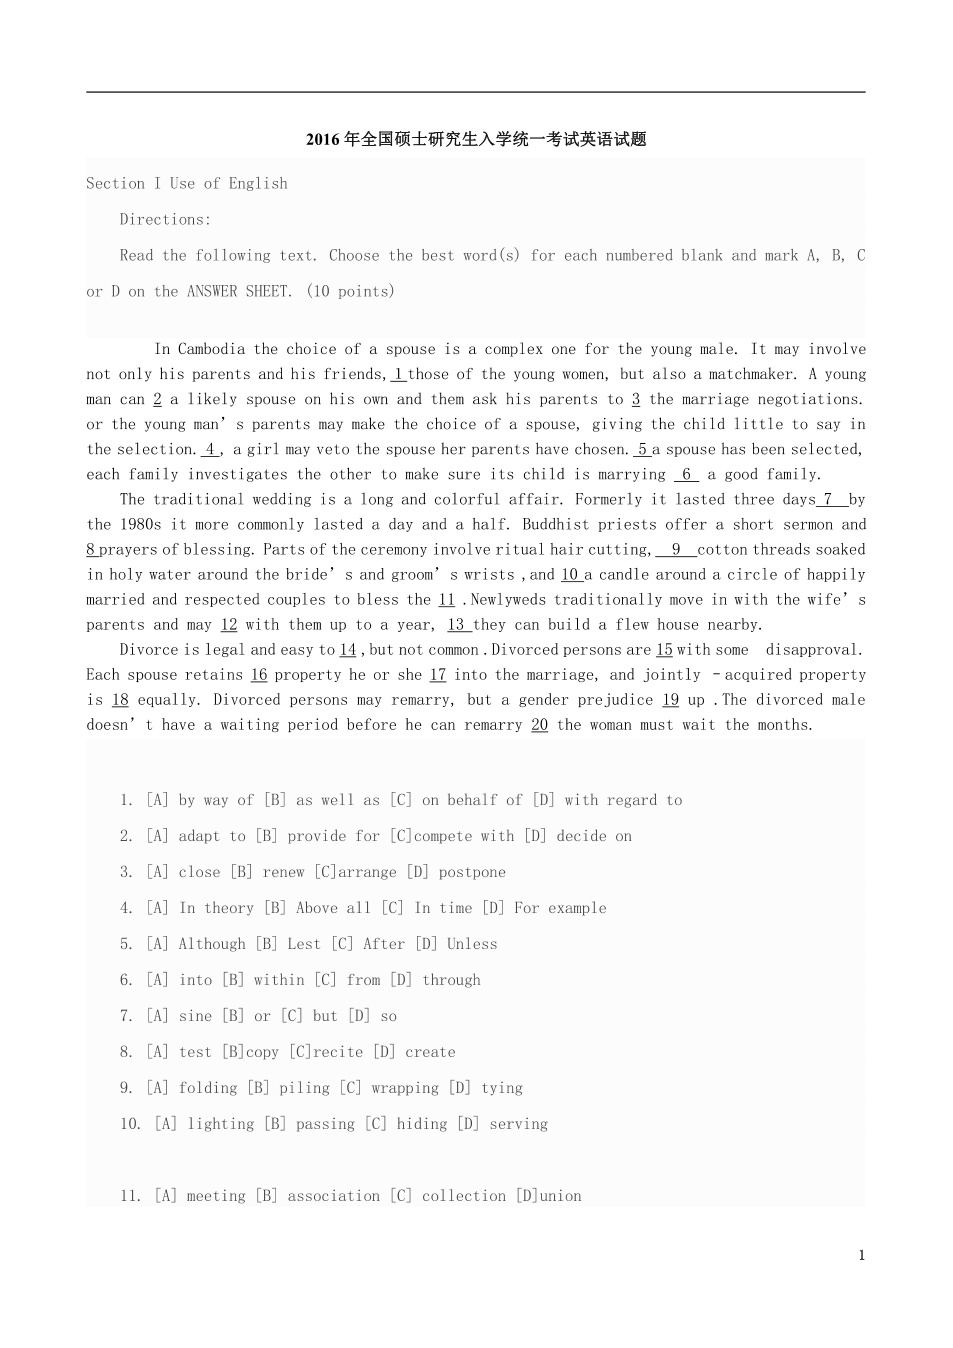 2016 年全国硕士研究生入学统一考试英语试题
Section I Use of English
Directions:
Read the following text. Choose the best word(s) for each numbered blank and mark A, B, C
or D on the ANSWER SHEET. (10 points)
In Cambodia the choice of a spouse is a complex one for the young male. It may involve
not only his parents and his friends, 1 those of the young women, but also a matchmaker. A young
man can 2 a likely spouse on his own and them ask his parents to 3 the marriage negotiations.
or the young man’s parents may make the choice of a spouse, giving the child little to say in
the selection. 4 , a girl may veto the spouse her parents have chosen. 5 a spouse has been selected,
each family investigates the other to make sure its child is marrying 6 a good family.
The traditional wedding is a long and colorful affair. Formerly it lasted three days 7 by
the 1980s it more commonly lasted a day and a half. Buddhist priests offer a short sermon and
8 prayers of blessing. Parts of the ceremony involve ritual hair cutting, 9 cotton threads soaked
in holy water around the bride’s and groom’s wrists ,and 10 a candle around a circle of happily
married and respected couples to bless the 11 .Newlyweds traditionally move in with the wife’s
parents and may 12 with them up to a year, 13 they can build a flew house nearby.
Divorce is legal and easy to 14 ,but not common .Divorced persons are 15 with some disapproval.
Each spouse retains 16 property he or she 17 into the marriage, and jointly –acquired property
is 18 equally. Divorced persons may remarry, but a gender prejudice 19 up .The divorced male
doesn’t have a waiting period before he can remarry 20 the woman must wait the months.
1. [A] by way of [B] as well as [C] on behalf of [D] with regard to
2. [A] adapt to [B] provide for [C]compete with [D] decide on
3. [A] close [B] renew [C]arrange [D] postpone
4. [A] In theory [B] Above all [C] In time [D] For example
5. [A] Although [B] Lest [C] After [D] Unless
6. [A] into [B] within [C] from [D] through
7. [A] sine [B] or [C] but [D] so
8. [A] test [B]copy [C]recite [D] create
9. [A] folding [B] piling [C] wrapping [D] tying
10. [A] lighting [B] passing [C] hiding [D] serving
11. [A] meeting [B] association [C] collection [D]union
1